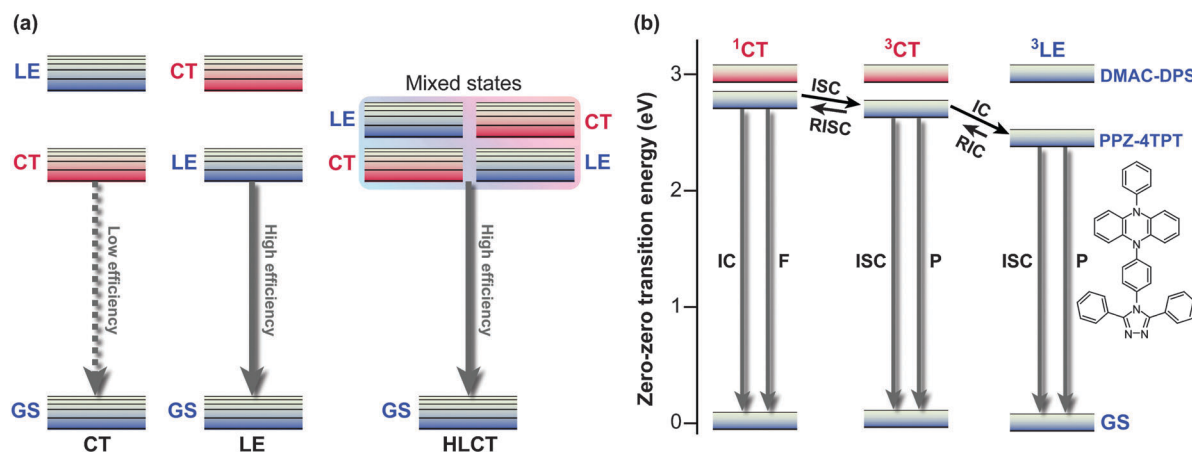 (a)
LE
CT
Mixed states
LE
CT
CT
LE
CT
LE
Low efficiency
High efficiency
High efficiency
GS
GS
GS
CT
LE
HLCT
(b)
Zero-zero transition energy (eV)
3
2
1
0
¹CT
³CT
³LE
DMAC-DPS
ISC
RISC
IC
RIC
PPZ-4TPT
IC
F
ISC
P
ISC
P
N
N
N
N–N
GS